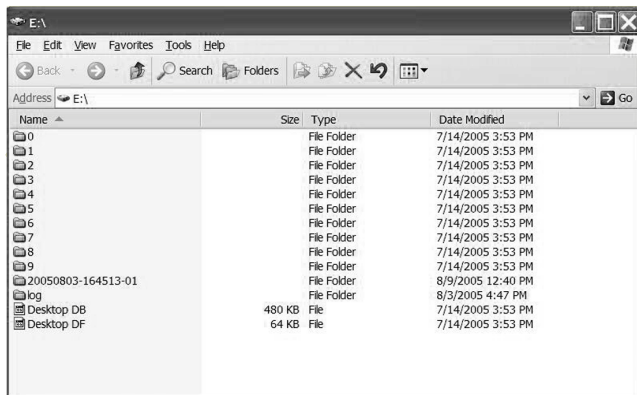 E:\
File Edit View Favorites Tools Help
Back Search Folders
Address E:\ Go
Name Size Type Date Modified
0 File Folder 7/14/2005 3:53 PM
1 File Folder 7/14/2005 3:53 PM
2 File Folder 7/14/2005 3:53 PM
3 File Folder 7/14/2005 3:53 PM
4 File Folder 7/14/2005 3:53 PM
5 File Folder 7/14/2005 3:53 PM
6 File Folder 7/14/2005 3:53 PM
7 File Folder 7/14/2005 3:53 PM
8 File Folder 7/14/2005 3:53 PM
9 File Folder 7/14/2005 3:53 PM
20050803-164513-01 File Folder 8/9/2005 12:40 PM
log File Folder 8/3/2005 4:47 PM
Desktop DB 480 KB File 7/14/2005 3:53 PM
Desktop DF 64 KB File 7/14/2005 3:53 PM